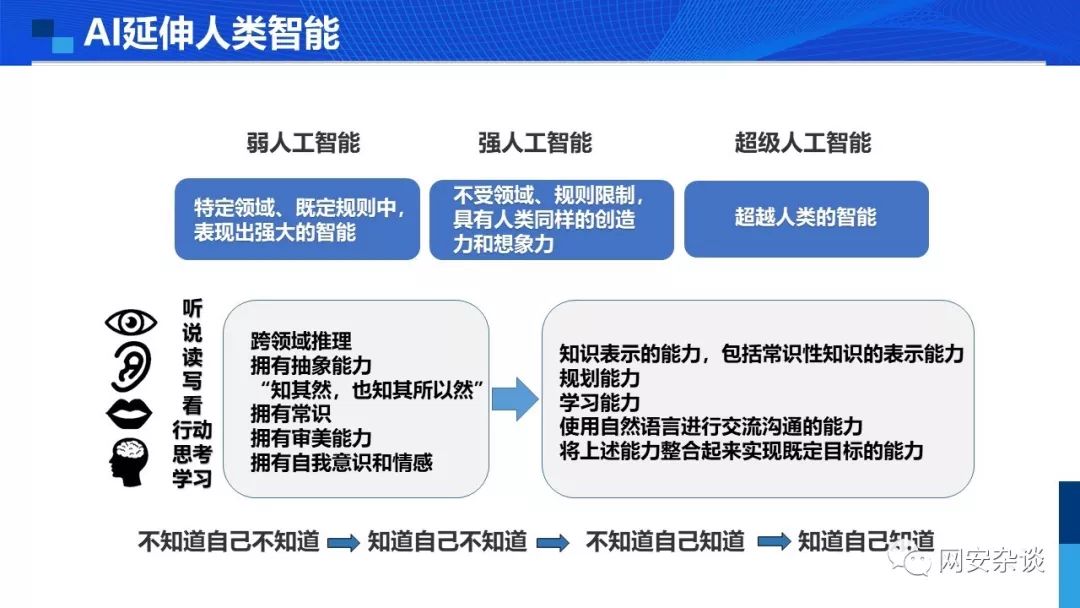 AI延伸人类智能
弱人工智能
强人工智能
超级人工智能
特定领域、既定规则中,
表现出强大的智能
不受领域、规则限制,
具有人类同样的创造
力和想象力
超越人类的智能
听
说
读
写
看
行动
思考
学习
跨领域推理
拥有抽象能力
“知其然，也知其所以然”
拥有常识
拥有审美能力
拥有自我意识和情感
知识表示的能力，包括常识性知识的表示能力
规划能力
学习能力
使用自然语言进行交流沟通的能力
将上述能力整合起来实现既定目标的能力
不知道自己不知道
知道自己不知道
不知道自己知道
知道自己知道
网安杂谈